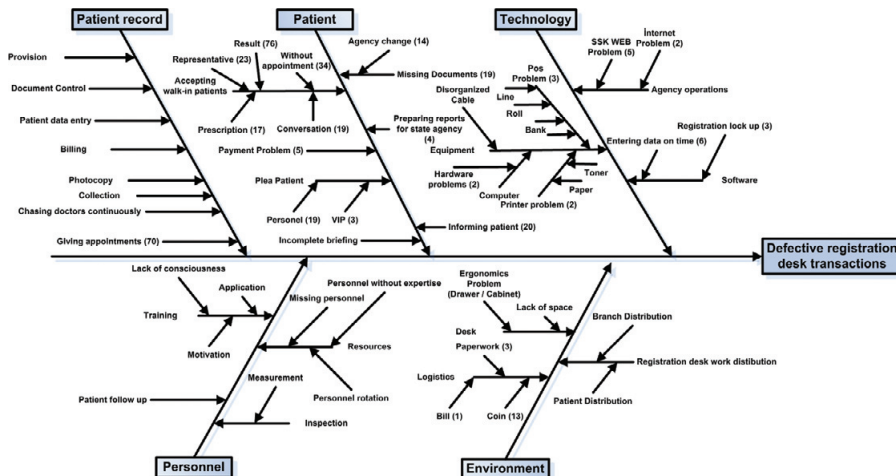 Patient record
Patient
Technology
Provision
Document Control
Patient data entry
Billing
Photocopy
Collection
Chasing doctors continuously
Giving appointments (70)
Result (76)
Representative (23)
Accepting
walk-in patients
Without
appointment (34)
Prescription (17)
Conversation (19)
Agency change (14)
Missing Documents (19)
Preparing reports
for state agency
(4)
Payment Problem (5)
Plea Patient
Personel (19)
VIP (3)
Informing patient (20)
Incomplete briefing
Pos
Problem (3)
Line
Roll
Bank
Disorganized
Cable
Equipment
Hardware
problems (2)
Computer
Printer problem (2)
Toner
Paper
SSK WEB
Problem (5)
İnternet
Problem (2)
Agency operations
Entering data on time (6)
Registration lock up (3)
Software
Defective registration
desk transactions
Lack of consciousness
Application
Training
Motivation
Personnel without expertise
Missing personnel
Resources
Personnel rotation
Measurement
Patient follow up
Inspection
Ergonomics
Problem
(Drawer / Cabinet)
Lack of space
Desk
Paperwork (3)
Logistics
Bill (1)
Coin (13)
Branch Distribution
Registration desk work distibution
Patient Distribution
Personnel
Environment